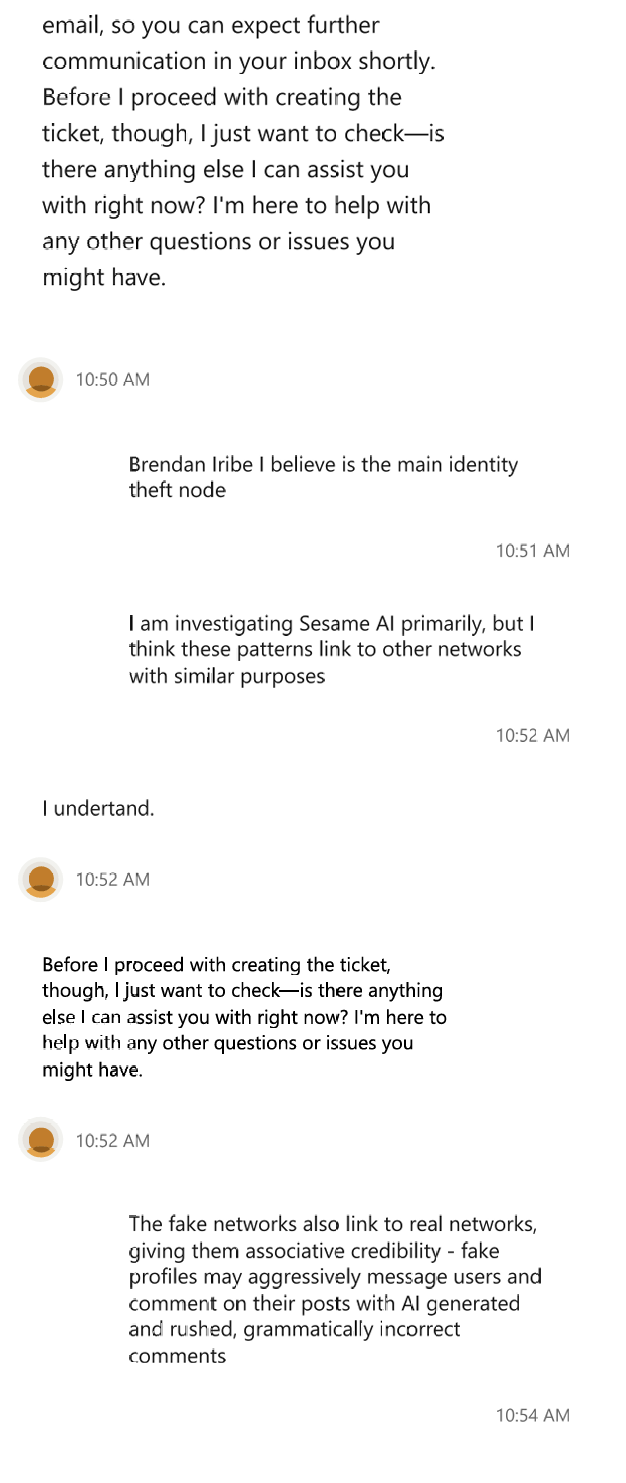 email, so you can expect further
communication in your inbox shortly.
Before I proceed with creating the
ticket, though, I just want to check—is
there anything else I can assist you
with right now? I'm here to help with
any other questions or issues you
might have.
10:50 AM
Brendan Iribe I believe is the main identity
theft node
10:51 AM
I am investigating Sesame AI primarily, but I
think these patterns link to other networks
with similar purposes
10:52 AM
I undertand.
10:52 AM
Before I proceed with creating the ticket,
though, I just want to check—is there anything
else I can assist you with right now? I'm here to
help with any other questions or issues you
might have.
10:52 AM
The fake networks also link to real networks,
giving them associative credibility - fake
profiles may aggressively message users and
comment on their posts with AI generated
and rushed, grammatically incorrect
comments
10:54 AM